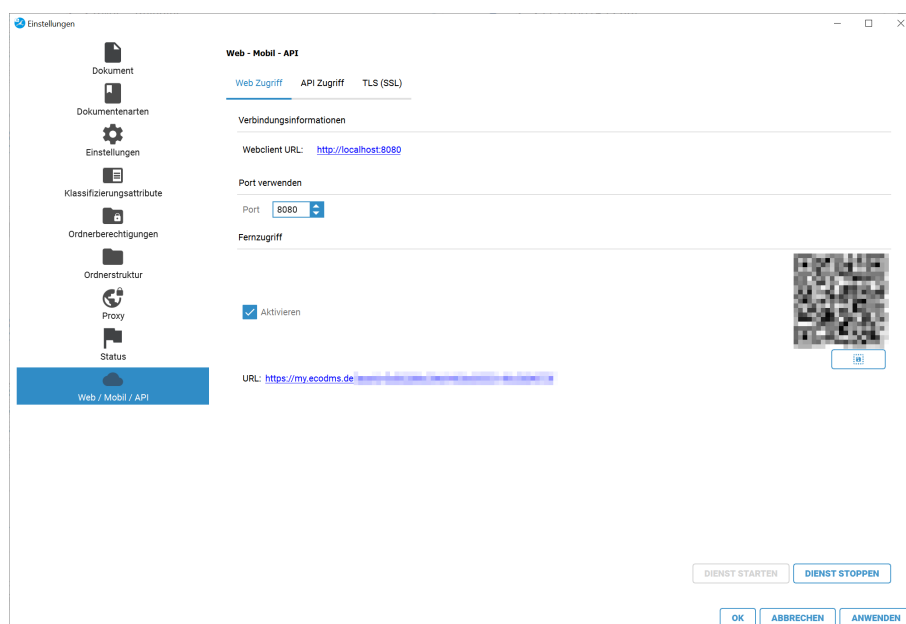 Einstellungen
Dokument
Dokumentenarten
Einstellungen
Klassifizierungsattribute
Ordnerberechtigungen
Ordnerstruktur
Proxy
Status
Web / Mobil / API
Web - Mobil - API
Web Zugriff API Zugriff TLS (SSL)
Verbindungsinformationen
Webclient URL: http://localhost:8080
Port verwenden
Port 8080
Fernzugriff
Aktivieren
URL: https://my.ecodms.de
DIENST STARTEN DIENST STOPPEN
OK ABBRECHEN ANWENDEN